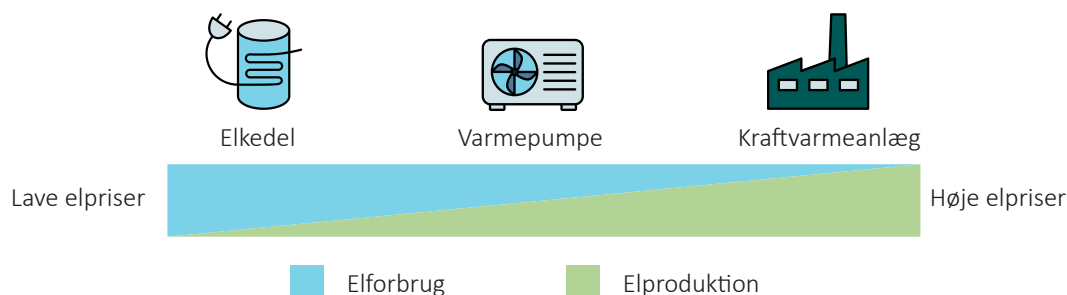 Elkedel
Varmepumpe
Kraftvarmeanlæg
Lave elpriser
Høje elpriser
Elforbrug
Elproduktion